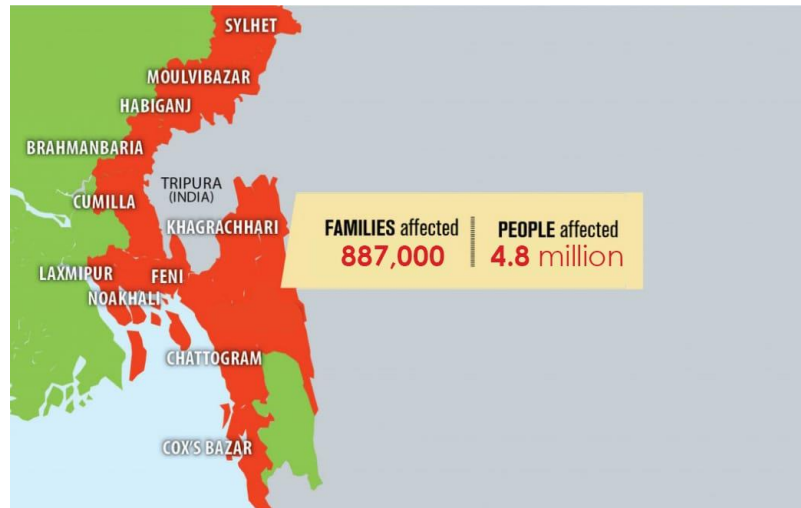 SYLHET
MOULVIBAZAR
HABIGANJ
BRAHMANBARIA
TRIPURA
(INDIA)
CUMILLA
KHAGRACHHARI
FAMILIES affected
887,000
PEOPLE affected
4.8 million
LAXMIPUR
FENI
NOAKHALI
CHATTOGRAM
COX'S BAZAR